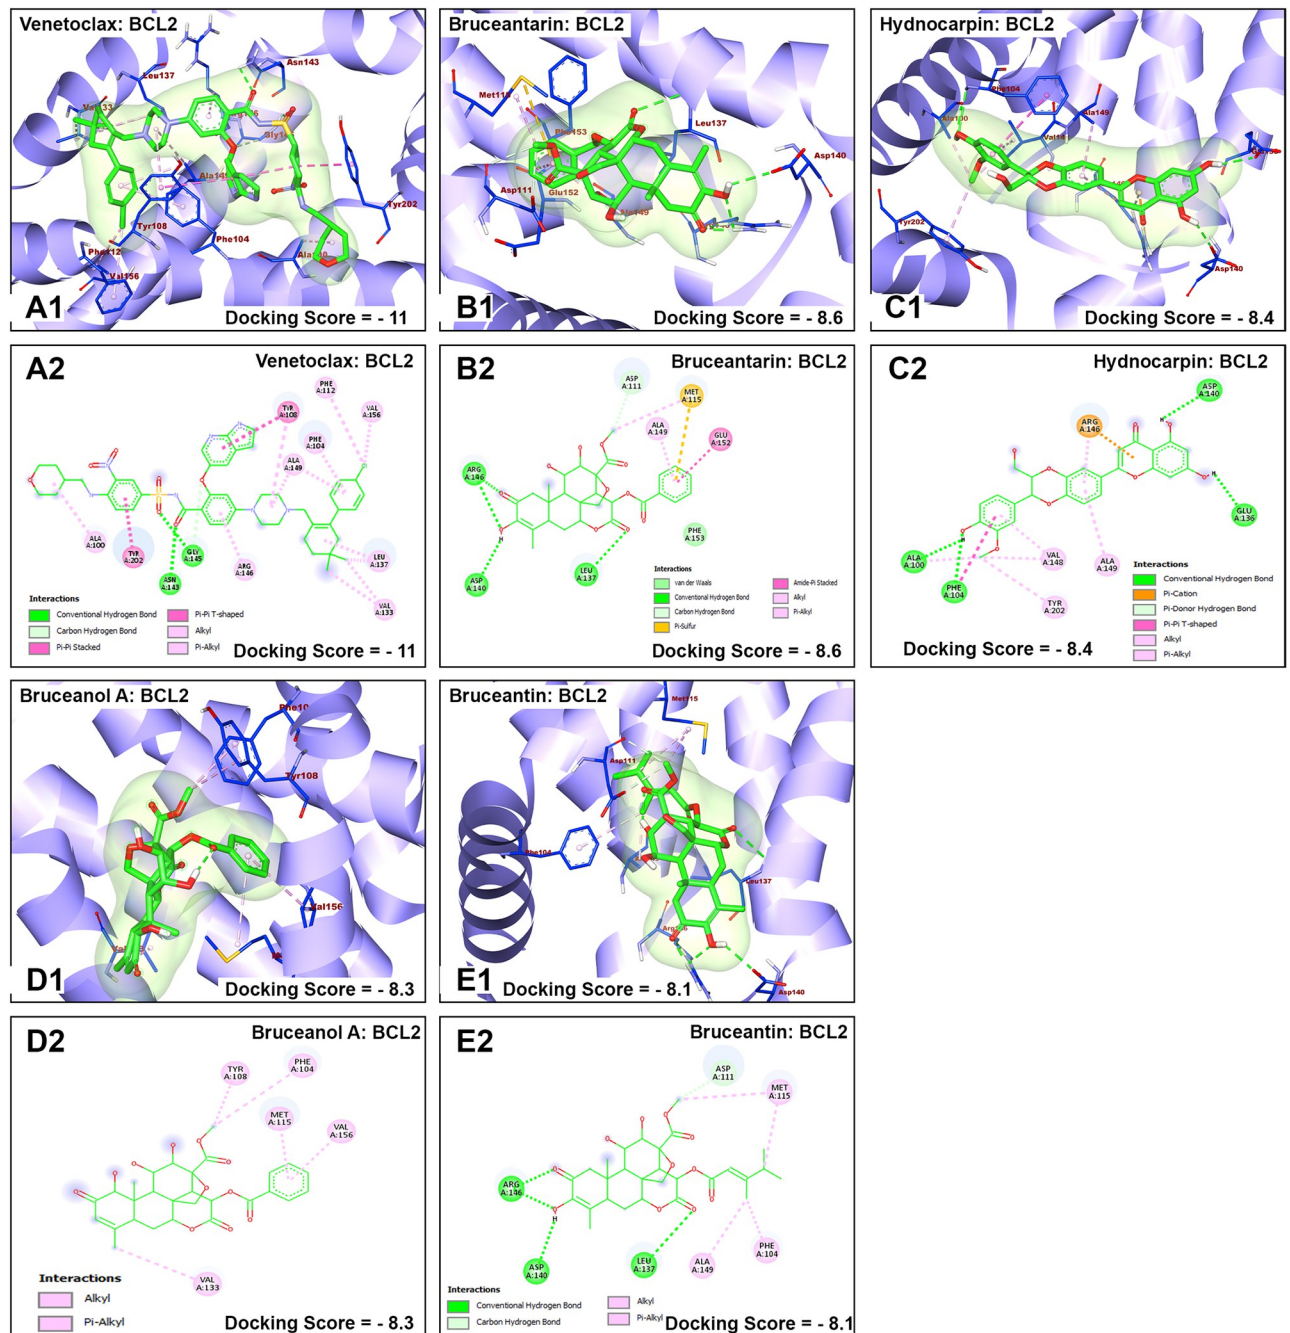 Venetoclax: BCL2
Leu137
Asn143
Ala149
Tyr108
Phe104
Tyr202
Val156
A1
Docking Score = - 11
Bruceantarin: BCL2
Phe153
Leu137
Asp140
Asp111
Glu152
B1
Docking Score = - 8.6
Hydnocarpin: BCL2
Phe104
Ala149
Ala100
Tyr202
Asp140
C1
Docking Score = - 8.4
A2
Venetoclax: BCL2
PHE
A:112
TYR
A:108
VAL
A:156
PHE
A:104
ALA
A:149
ALA
A:100
TYR
A:202
ASN
A:143
GLY
A:145
ARG
A:146
LEU
A:137
VAL
A:133
Interactions
Conventional Hydrogen Bond
Carbon Hydrogen Bond
Pi-Pi Stacked
Pi-Pi T-shaped
Alkyl
Pi-Alkyl
Docking Score = - 11
B2
Bruceantarin: BCL2
ASP
A:111
MET
A:115
ALA
A:149
GLU
A:152
ARG
A:146
PHE
A:153
ASP
A:140
LEU
A:137
Interactions
van der Waals
Conventional Hydrogen Bond
Carbon Hydrogen Bond
Pi-Sulfur
Amide-Pi Stacked
Alkyl
Pi-Alkyl
Docking Score = - 8.6
C2
Hydnocarpin: BCL2
ASP
A:140
ARG
A:146
GLU
A:136
ALA
A:100
PHE
A:104
VAL
A:148
ALA
A:149
TYR
A:202
Interactions
Conventional Hydrogen Bond
Pi-Cation
Pi-Donor Hydrogen Bond
Pi-Pi T-shaped
Alkyl
Pi-Alkyl
Docking Score = - 8.4
Bruceanol A: BCL2
Tyr108
Val156
D1
Docking Score = - 8.3
Bruceantin: BCL2
Met115
Asp111
Phe104
Leu137
Asp140
E1
Docking Score = - 8.1
D2
Bruceanol A: BCL2
TYR
A:108
PHE
A:104
MET
A:115
VAL
A:156
VAL
A:133
Interactions
Alkyl
Pi-Alkyl
Docking Score = - 8.3
E2
Bruceantin: BCL2
ASP
A:111
MET
A:115
ARG
A:146
ASP
A:140
LEU
A:137
ALA
A:149
PHE
A:104
Interactions
Conventional Hydrogen Bond
Carbon Hydrogen Bond
Alkyl
Pi-Alkyl
Docking Score = - 8.1